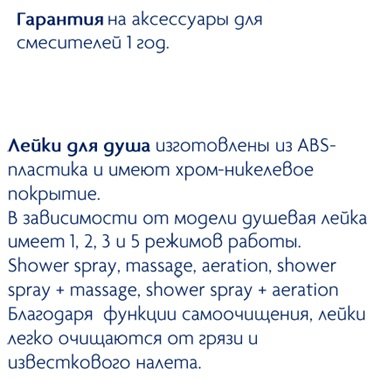 Гарантия на аксессуары для
смесителей 1 год.
Лейки для душа изготовлены из ABS-
пластика и имеют хром-никелевое
покрытие.
В зависимости от модели душевая лейка
имеет 1, 2, 3 и 5 режимов работы.
Shower spray, massage, aeration, shower
spray + massage, shower spray + aeration
Благодаря функции самоочищения, лейки
легко очищаются от грязи и
известкового налета.